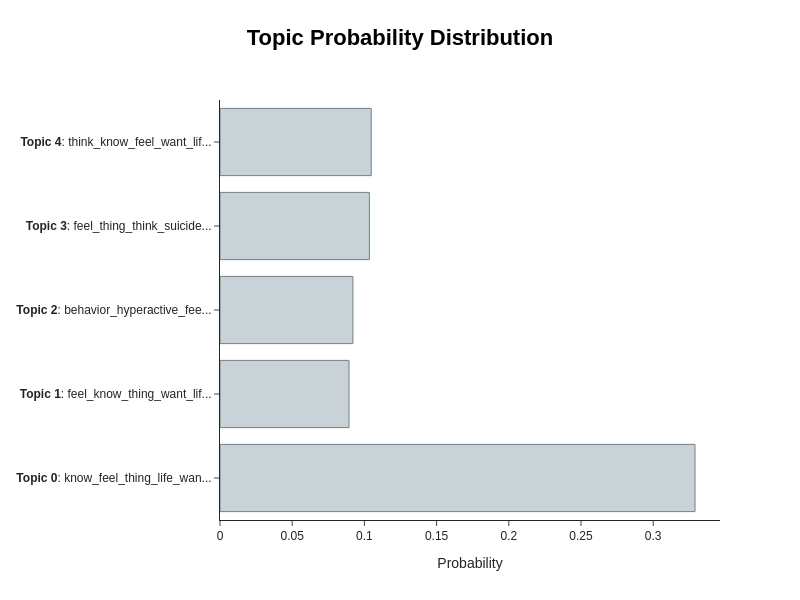 Topic Probability Distribution
Topic 4: think_know_feel_want_lif...
Topic 3: feel_thing_think_suicide...
Topic 2: behavior_hyperactive_fee...
Topic 1: feel_know_thing_want_lif...
Topic 0: know_feel_thing_life_wan...
0 0.05 0.1 0.15 0.2 0.25 0.3
Probability